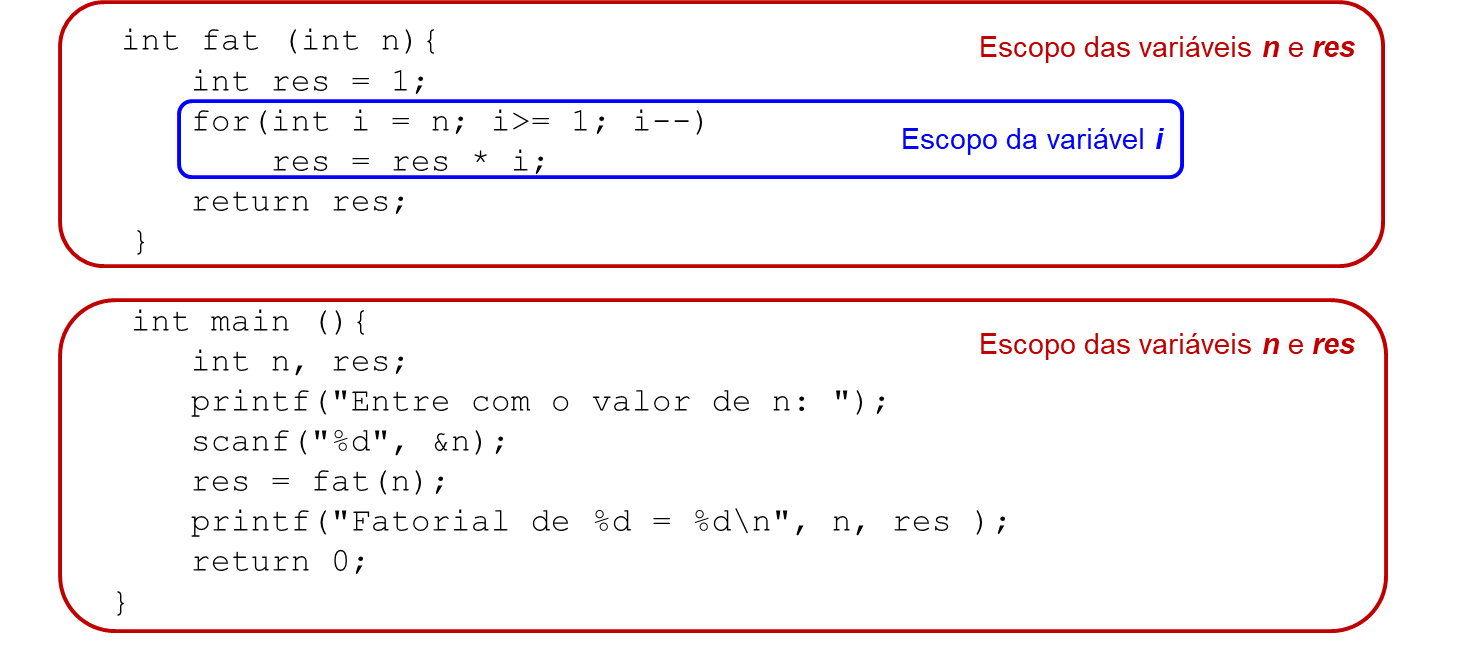 int fat (int n){
Escopo das variáveis n e res
int res = 1;
for(int i = n; i>= 1; i--)
Escopo da variável i
res = res * i;
return res;
}
int main (){
Escopo das variáveis n e res
int n, res;
printf("Entre com o valor de n: ");
scanf("%d", &n);
res = fat(n);
printf("Fatorial de %d = %d\n", n, res );
return 0;
}